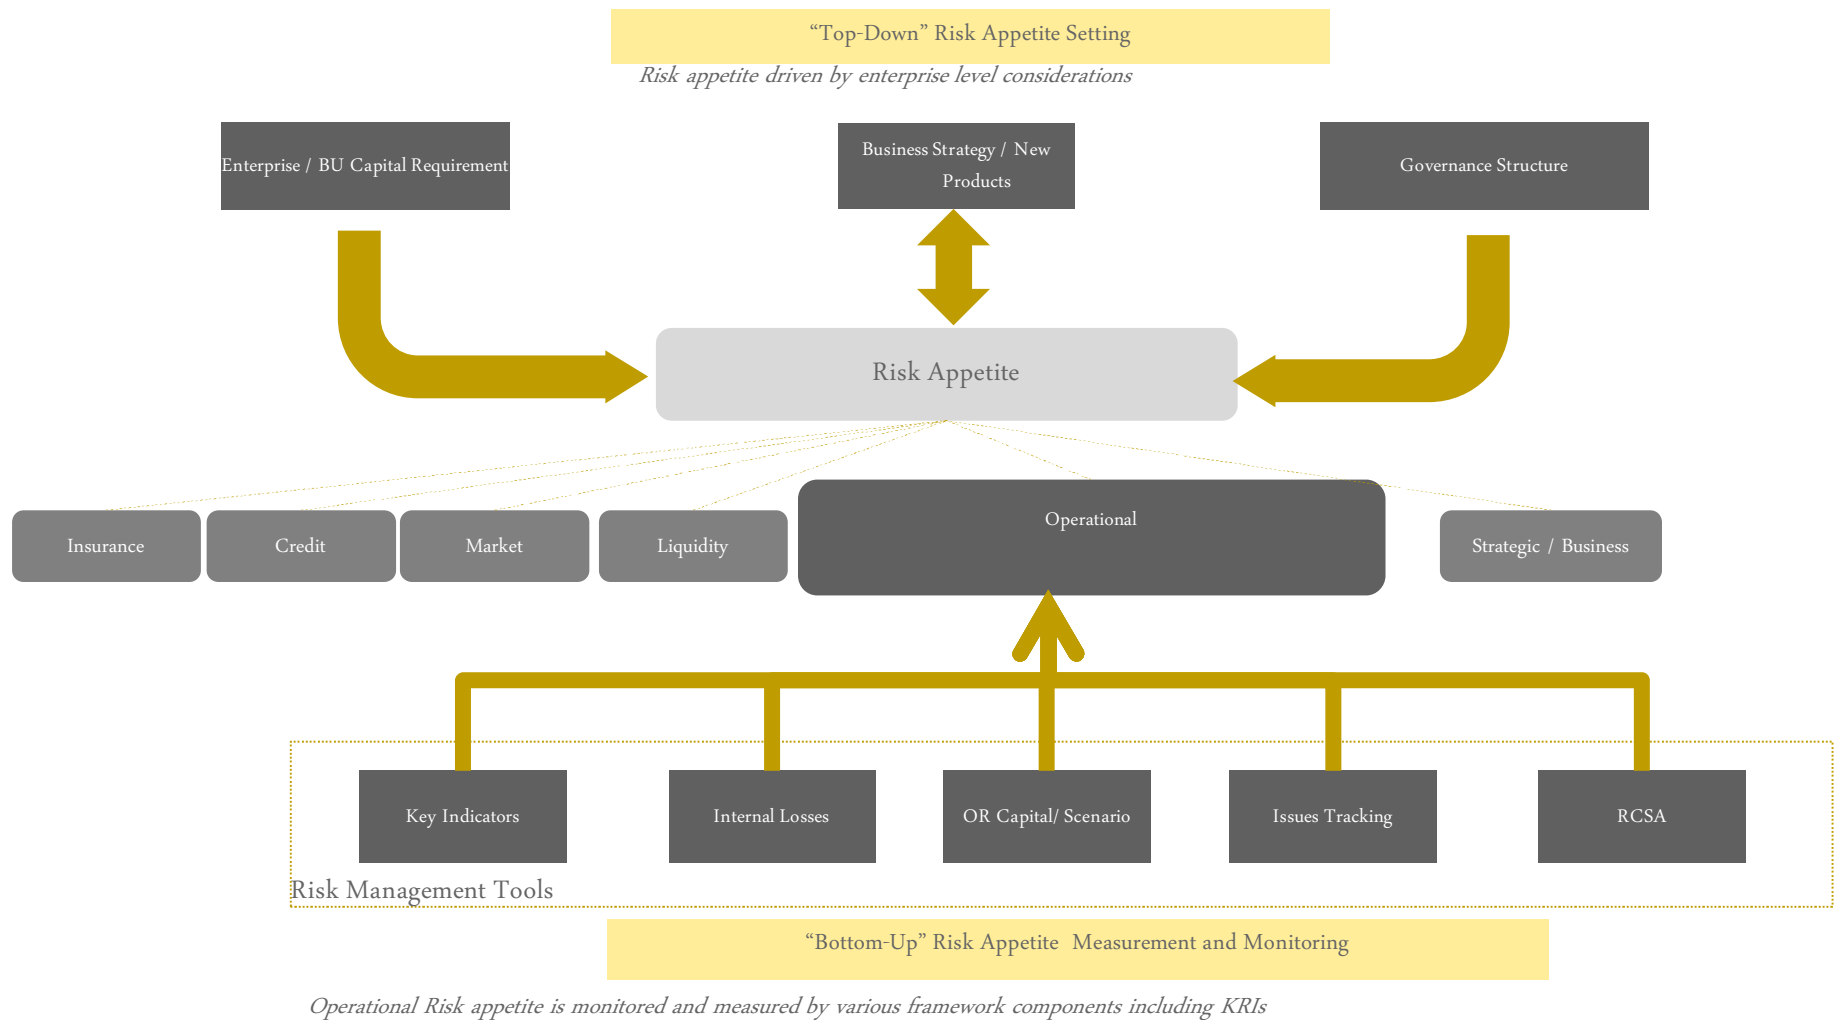 “Top-Down” Risk Appetite Setting
Risk appetite driven by enterprise level considerations
Enterprise / BU Capital Requirement
Business Strategy / New
Products
Governance Structure
Risk Appetite
Insurance
Credit
Market
Liquidity
Operational
Strategic / Business
Key Indicators
Internal Losses
OR Capital/ Scenario
Issues Tracking
RCSA
Risk Management Tools
“Bottom-Up” Risk Appetite Measurement and Monitoring
Operational Risk appetite is monitored and measured by various framework components including KRIs